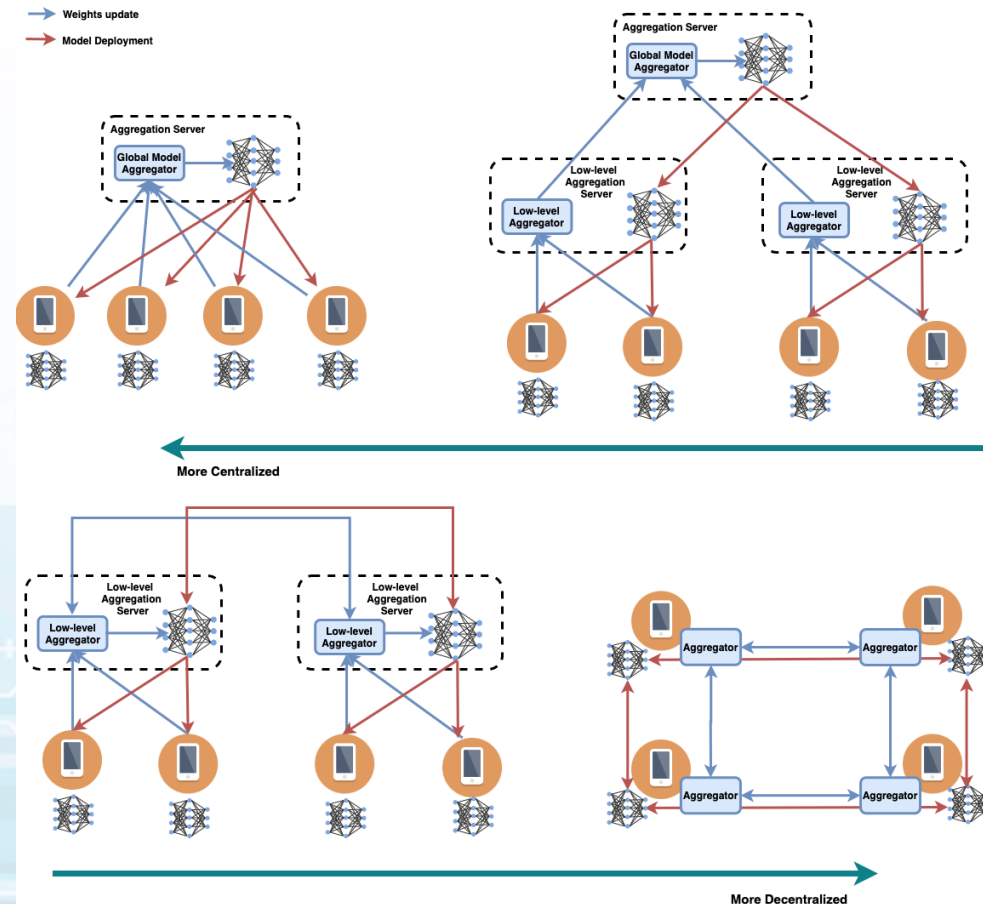 Weights update
Model Deployment
Aggregation Server
Global Model
Aggregator
Aggregation Server
Global Model
Aggregator
Low-level
Aggregation
Server
Low-level
Aggregator
Low-level
Aggregation
Server
Low-level
Aggregator
More Centralized
Low-level
Aggregation
Server
Low-level
Aggregator
Low-level
Aggregation
Server
Low-level
Aggregator
Aggregator
Aggregator
Aggregator
Aggregator
More Decentralized